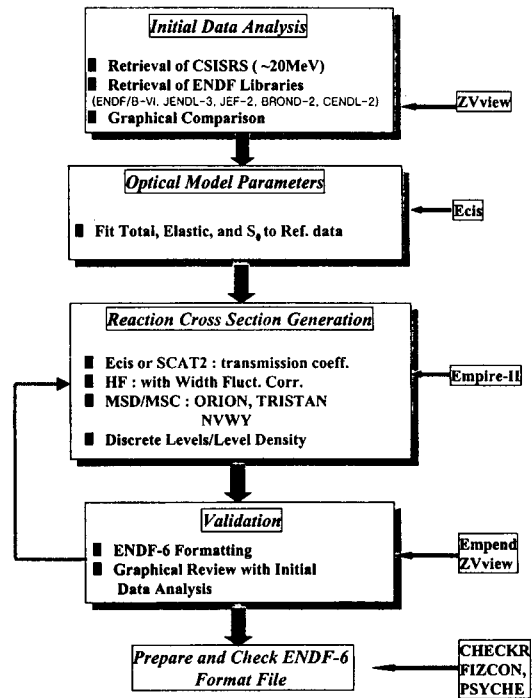 Initial Data Analysis
Retrieval of CSISRS ( ~20MeV)
Retrieval of ENDF Libraries
(ENDF/B-VI, JENDL-3, JEF-2, BROND-2, CENDL-2)
Graphical Comparison
ZVview
Optical Model Parameters
Ecis
Fit Total, Elastic, and S₀ to Ref. data
Reaction Cross Section Generation
Ecis or SCAT2 : transmission coeff.
HF : with Width Fluct. Corr.
Empire-II
MSD/MSC : ORION, TRISTAN
NVWY
Discrete Levels/Level Density
Validation
ENDF-6 Formatting
Graphical Review with Initial
Data Analysis
Empend
ZVview
Prepare and Check ENDF-6
Format File
CHECKR,
FIZCON,
PSYCHE